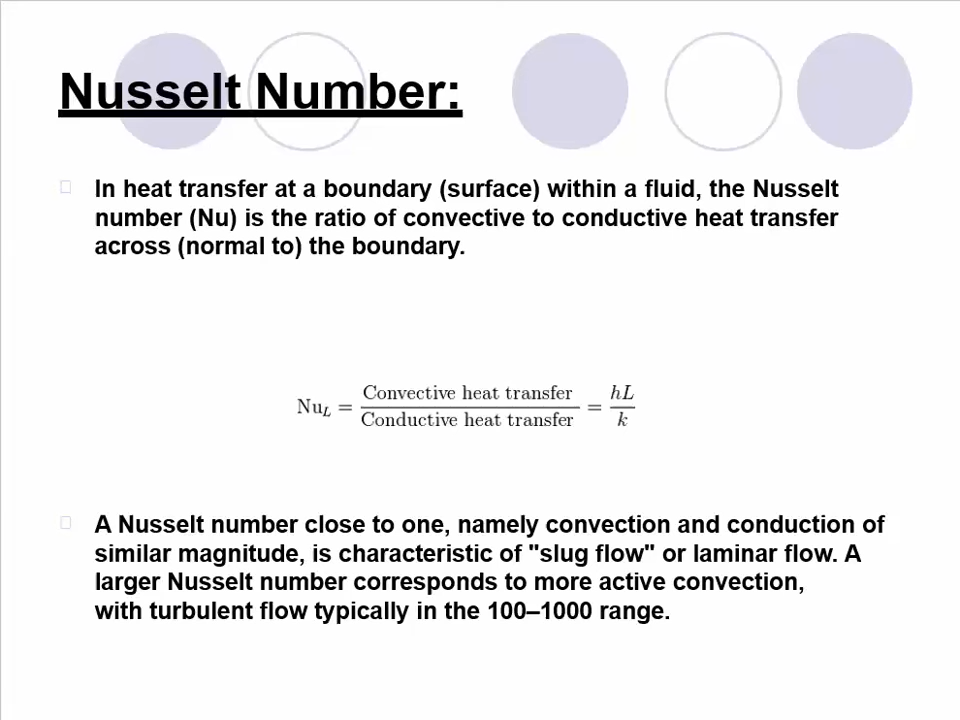 Nusselt Number:
In heat transfer at a boundary (surface) within a fluid, the Nusselt
number (Nu) is the ratio of convective to conductive heat transfer
across (normal to) the boundary.
Nu_L = Convective heat transfer / Conductive heat transfer = hL / k
A Nusselt number close to one, namely convection and conduction of
similar magnitude, is characteristic of "slug flow" or laminar flow. A
larger Nusselt number corresponds to more active convection,
with turbulent flow typically in the 100–1000 range.